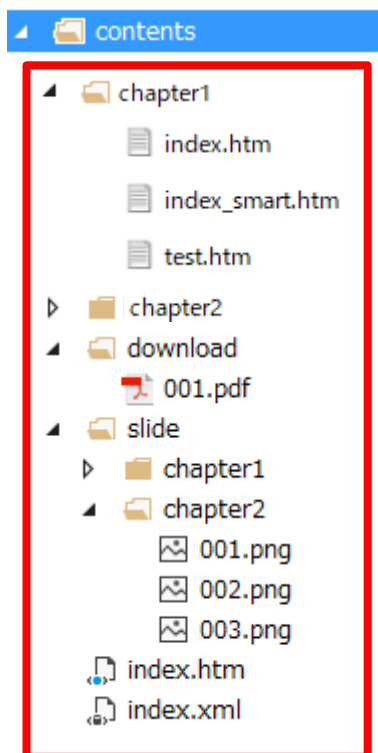 contents
chapter1
index.htm
index_smart.htm
test.htm
chapter2
download
001.pdf
slide
chapter1
chapter2
001.png
002.png
003.png
index.htm
index.xml